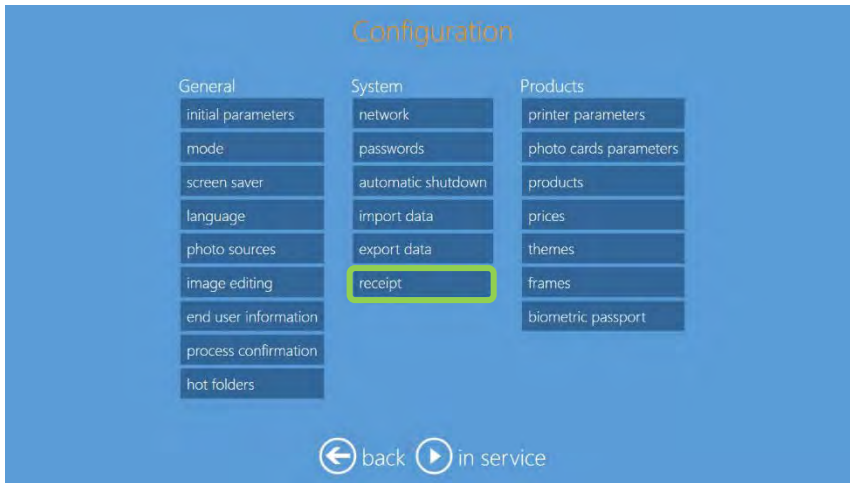 Configuration
General
initial parameters
mode
screen saver
language
photo sources
image editing
end user information
process confirmation
hot folders
System
network
passwords
automatic shutdown
import data
export data
receipt
Products
printer parameters
photo cards parameters
products
prices
themes
frames
biometric passport
back in service